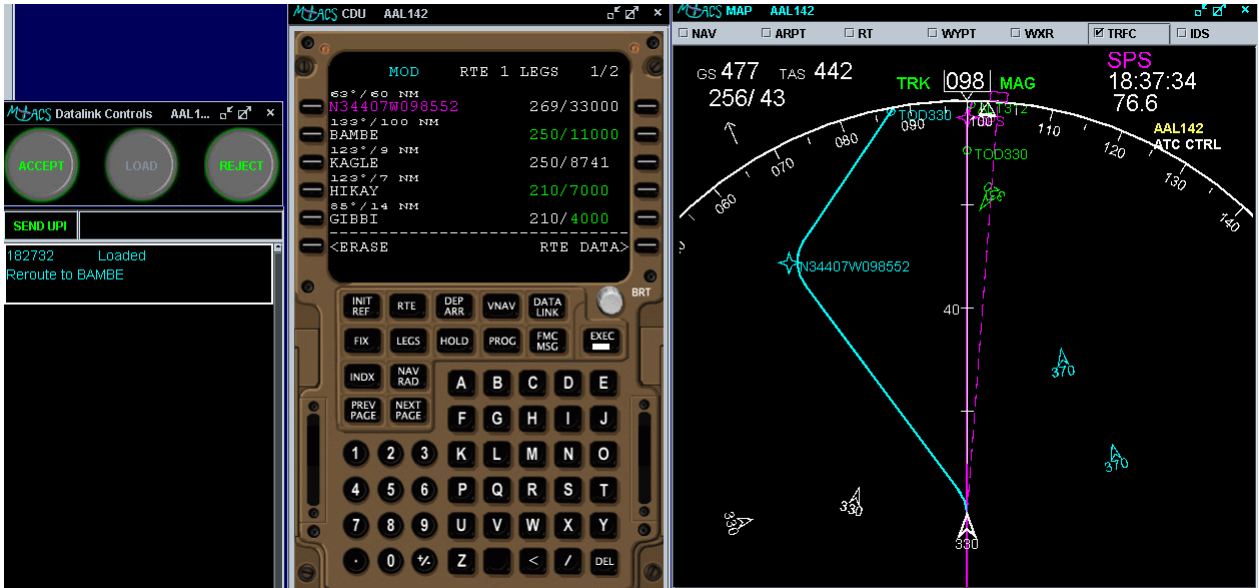 MACS CDU AAL142
MACS MAP AAL142
NAV ARPT RT WYPT WXR TRFC IDS
MACS Datalink Controls AAL1...
ACCEPT LOAD REJECT
SEND UPI
182732 Loaded
Reroute to BAMBE
MOD RTE 1 LEGS 1/2
63°/60 NM
N34407W098552 269/33000
133°/100 NM
BAMBE 250/11000
123°/9 NM
KAGLE 250/8741
123°/7 NM
HIKAY 210/7000
85°/14 NM
GIBBI 210/4000
<ERASE RTE DATA>
BRT
INIT REF RTE DEP ARR VNAV DATA LINK
FIX LEGS HOLD PROG FMC MSG EXEC
INDX NAV RAD
PREV PAGE NEXT PAGE
A B C D E
F G H I J
1 2 3 K L M N O
4 5 6 P Q R S T
7 8 9 U V W X Y
. 0 +/- Z < / DEL
GS 477 TAS 442
256/ 43
TRK 098 MAG
SPS
18:37:34
76.6
AAL142
ATC CTRL
060 070 080 090 100 110 120 130 140
TOD330
TOD330
330
N34407W098552
40
370
370
330
330
330